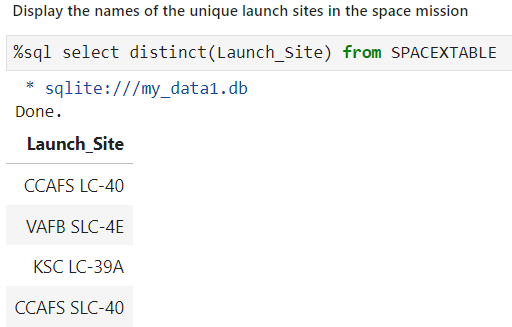 Display the names of the unique launch sites in the space mission
%sql select distinct(Launch_Site) from SPACEXTABLE
* sqlite:///my_data1.db
Done.
Launch_Site
CCAFS LC-40
VAFB SLC-4E
KSC LC-39A
CCAFS SLC-40